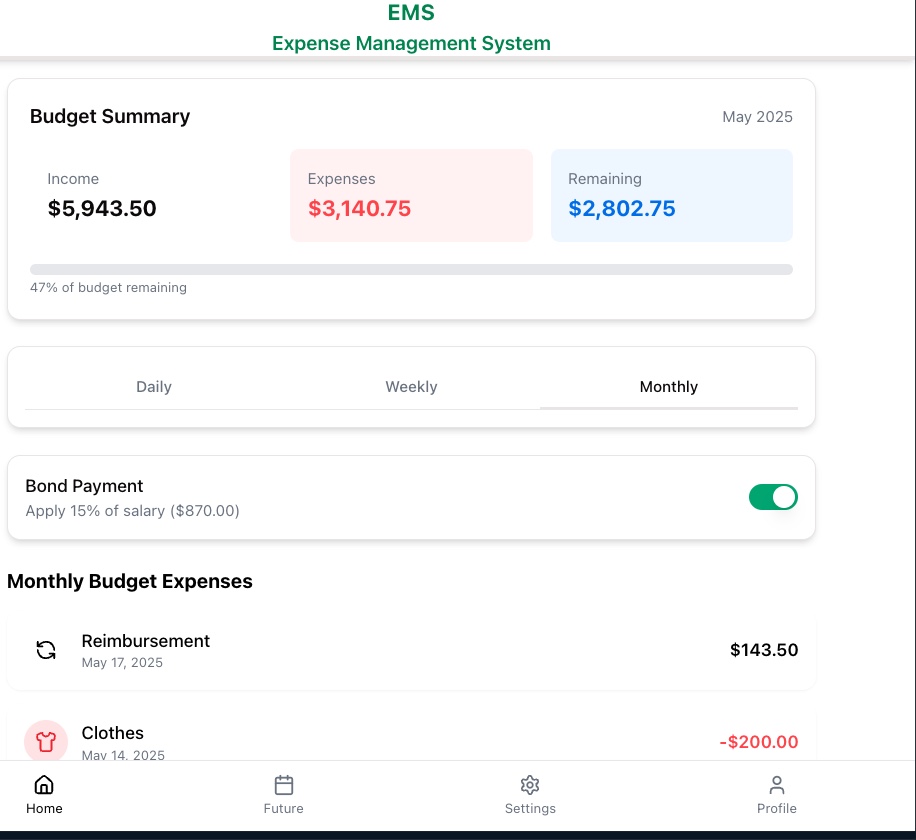 EMS
Expense Management System
Budget Summary
May 2025
Income
$5,943.50
Expenses
$3,140.75
Remaining
$2,802.75
47% of budget remaining
Daily
Weekly
Monthly
Bond Payment
Apply 15% of salary ($870.00)
Monthly Budget Expenses
Reimbursement
May 17, 2025
$143.50
Clothes
May 14, 2025
-$200.00
Home
Future
Settings
Profile